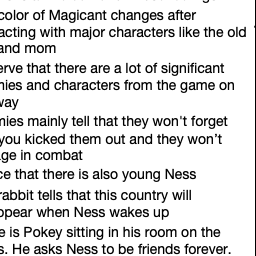 color of Magicant changes after
acting with major characters like the old
and mom
erve that there are a lot of significant
mies and characters from the game on
way
mies mainly tell that they won't forget
you kicked them out and they won't
age in combat
ce that there is also young Ness
rabbit tells that this country will
ppear when Ness wakes up
e is Pokey sitting in his room on the
s. He asks Ness to be friends forever.